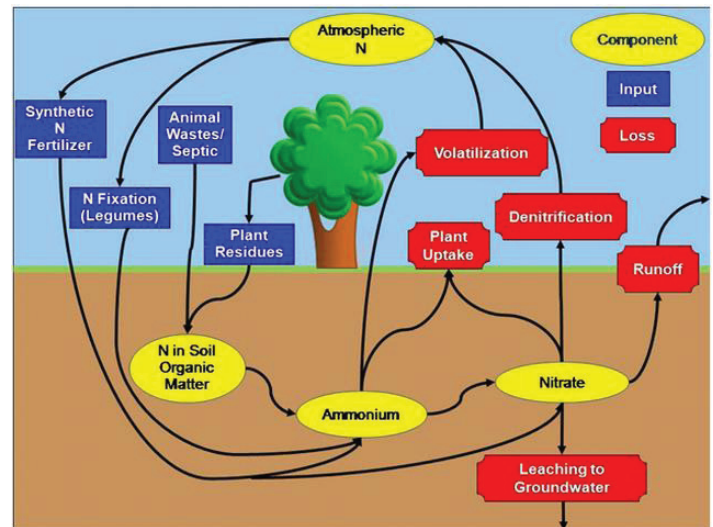 Atmospheric
N
Component
Input
Loss
Synthetic
N
Fertilizer
Animal
Wastes/
Septic
Volatilization
N Fixation
(Legumes)
Plant
Residues
Plant
Uptake
Denitrification
Runoff
N in Soil
Organic
Matter
Ammonium
Nitrate
Leaching to
Groundwater